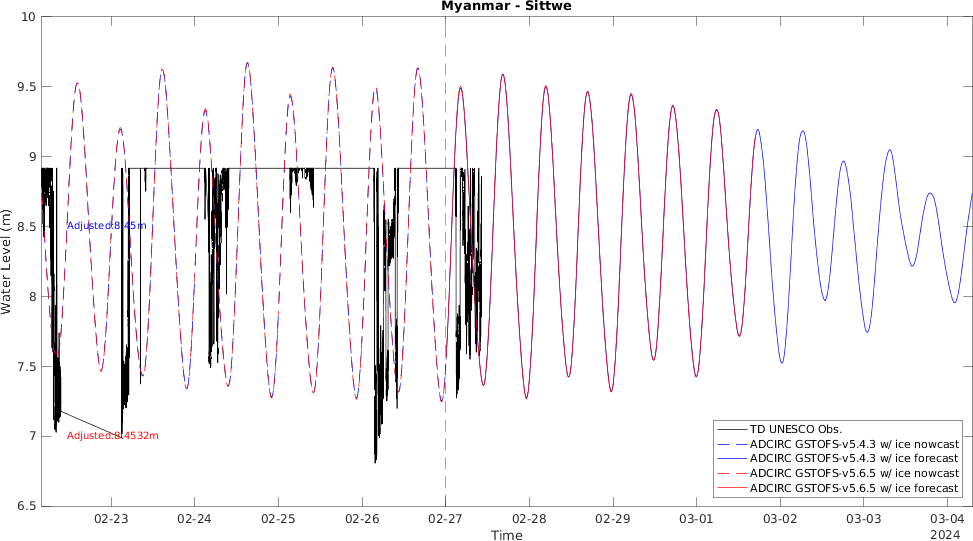 Myanmar - Sittwe
10
9.5
9
8.5
8
7.5
7
6.5
Water Level (m)
Adjusted:8.45m
Adjusted:8.4532m
TD UNESCO Obs.
ADCIRC GSTOFS-v5.4.3 w/ ice nowcast
ADCIRC GSTOFS-v5.4.3 w/ ice forecast
ADCIRC GSTOFS-v5.6.5 w/ ice nowcast
ADCIRC GSTOFS-v5.6.5 w/ ice forecast
02-23 02-24 02-25 02-26 02-27 02-28 02-29 03-01 03-02 03-03 03-04
2024
Time